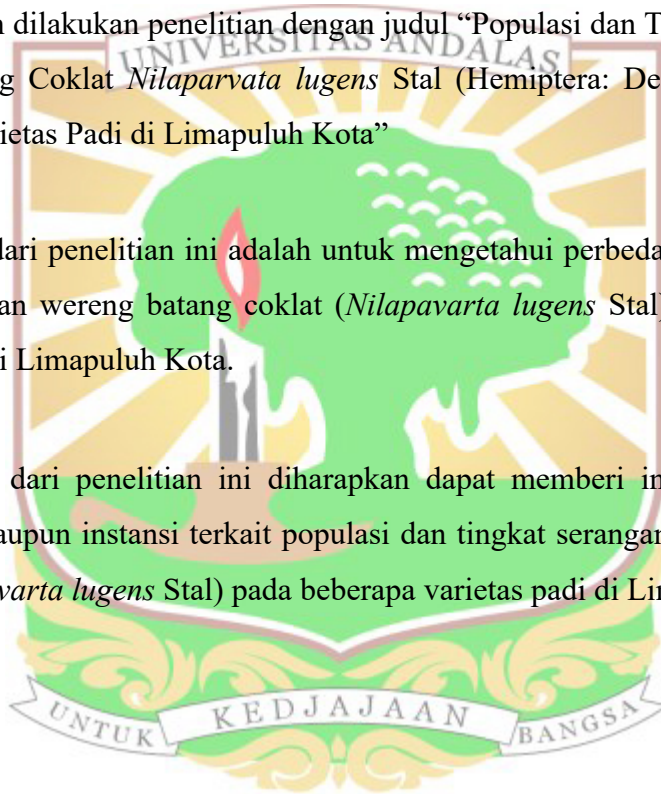 n dilakukan penelitian dengan judul “Populasi dan T
UNIVERSITAS ANDALAS
g Coklat Nilaparvata lugens Stal (Hemiptera: De
rietas Padi di Limapuluh Kota”
dari penelitian ini adalah untuk mengetahui perbeda
an wereng batang coklat (Nilapavarta lugens Stal)
i Limapuluh Kota.
dari penelitian ini diharapkan dapat memberi in
aupun instansi terkait populasi dan tingkat serangan
varta lugens Stal) pada beberapa varietas padi di Lin
UNTUK KEDJAJAAN BANGSA